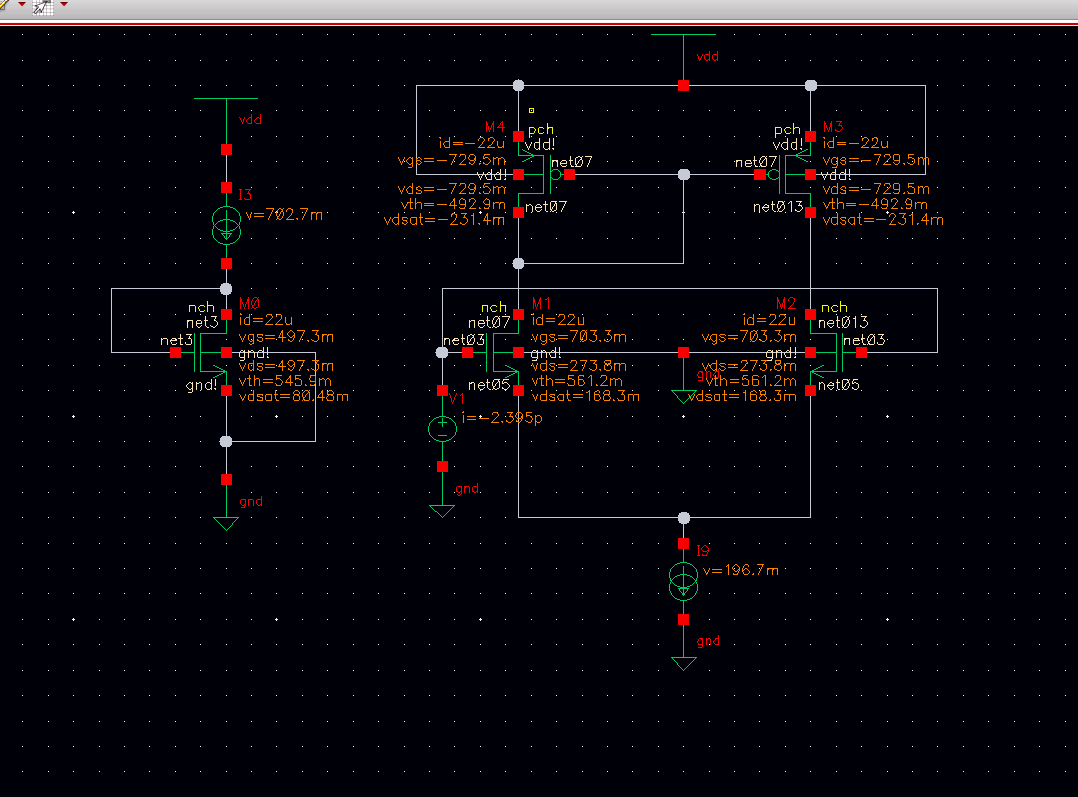 vdd
I3
v=702.7m
nch
M0
net3
id=22u
vgs=497.3m
net3
gnd!
vds=497.3m
vth=545.9m
gnd!
vdsat=80.48m
gnd
vdd
M4
pch
id=-22u
vdd!
vgs=-729.5m
net07
vdd!
vds=-729.5m
vth=-492.9m
net07
vdsat=-231.4m
pch
M3
vdd!
id=-22u
net07
vgs=-729.5m
vdd!
vds=-729.5m
net013
vth=-492.9m
vdsat=-231.4m
nch
M1
net07
id=22u
vgs=703.3m
net03
gnd!
vds=273.8m
vth=561.2m
net05
vdsat=168.3m
M2
nch
id=22u
net013
vgs=703.3m
net03
gnd!
vds=273.8m
gnd
vth=561.2m
net05
vdsat=168.3m
V1
i=-2.395p
gnd
I9
v=196.7m
gnd